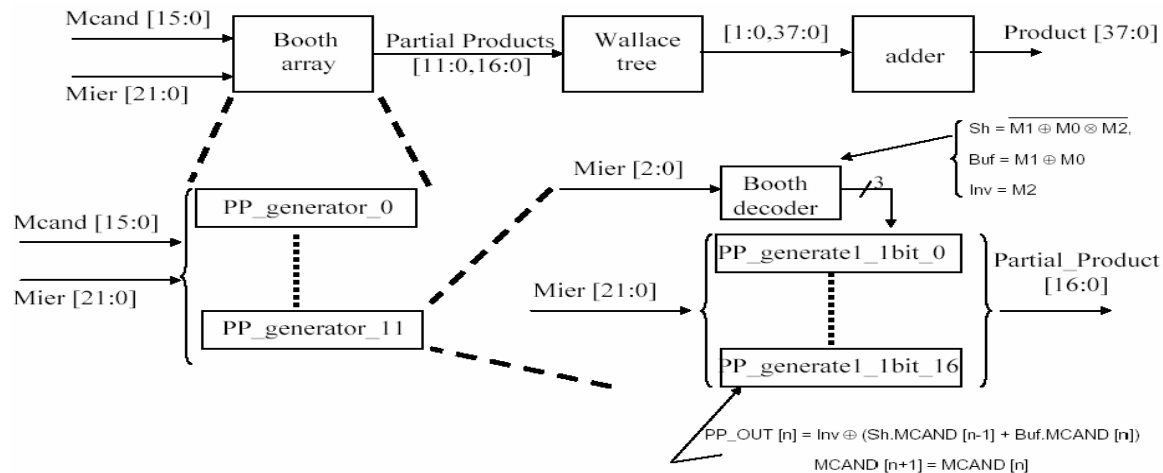 Mcand [15:0]
Mier [21:0]
Booth
array
Partial Products
[11:0,16:0]
Wallace
tree
[1:0,37:0]
adder
Product [37:0]
Mcand [15:0]
Mier [21:0]
PP_generator_0
PP_generator_11
Mier [2:0]
Booth
decoder
3
Sh = M1 ⊕ M0 ⊗ M2,
Buf = M1 ⊕ M0
Inv = M2
Mier [21:0]
PP_generate1_1bit_0
PP_generate1_1bit_16
Partial_Product
[16:0]
PP_OUT [n] = Inv ⊕ (Sh.MCAND [n-1] + Buf.MCAND [n])
MCAND [n+1] = MCAND [n]